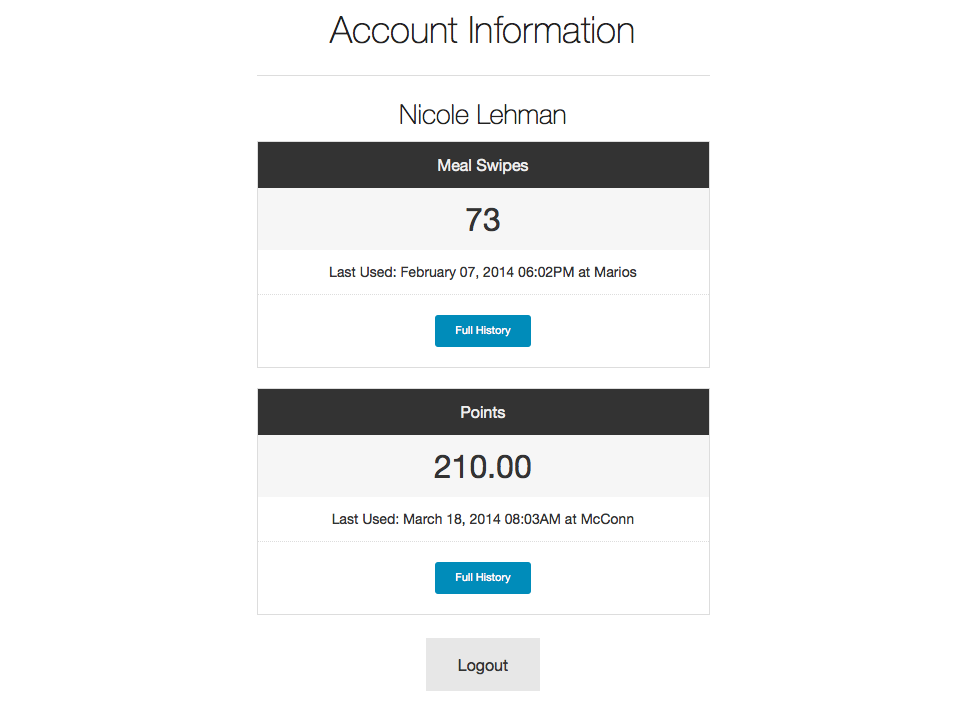 Account Information
Nicole Lehman
Meal Swipes
73
Last Used: February 07, 2014 06:02PM at Marios
Full History
Points
210.00
Last Used: March 18, 2014 08:03AM at McConn
Full History
Logout